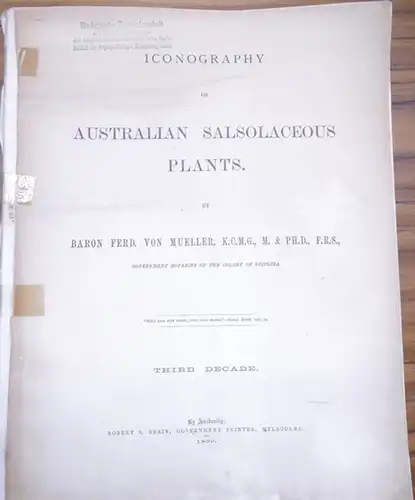 ICONOGRAPHY
OF
AUSTRALIAN SALSOLACEOUS
PLANTS.
BY
BARON FERD. VON MUELLER, K.C.M.G., M. & PH.D., F.R.S.,
GOVERNMENT BOTANIST OF THE COLONY OF VICTORIA.
THIRD DECADE.
By Authority:
ROBERT S. BRAIN, GOVERNMENT PRINTER, MELBOURNE.
1890.